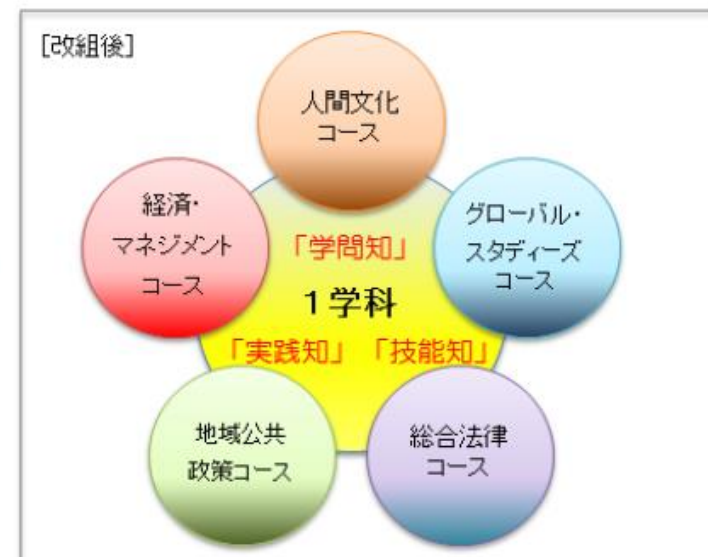 [改組後]
人間文化
コース
経済・
マネジメント
コース
グローバル・
スタディーズ
コース
「学問知」
1学科
「実践知」「技能知」
地域公共
政策コース
総合法律
コース